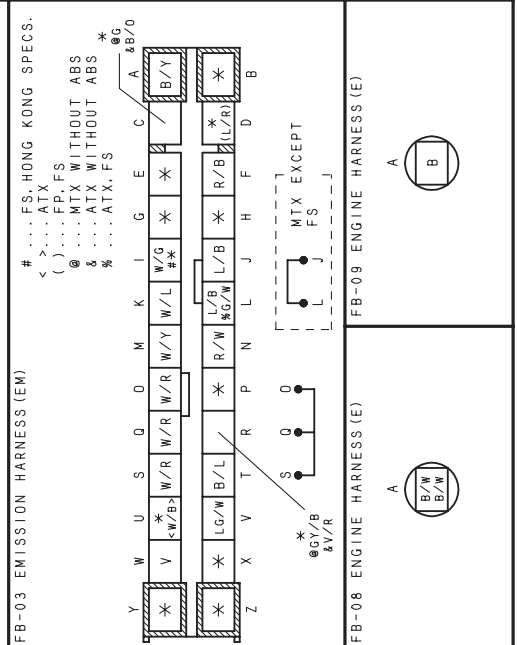 FB-03 EMISSION HARNESS(EM)
# ... FS, HONG KONG SPECS.
< >... ATX
( )... FP, FS
@ ... MTX WITHOUT ABS
& ... ATX WITHOUT ABS
% ... ATX, FS
*
@G
&B/O
Y W U S Q O M K I G E C A
* V * W/R W/R W/R W/Y W/L W/G * * B/Y
<W/B> #*
* * LG/W B/L * R/W L/B L/B * R/B * *
%G/W (L/R)
Z X V T R P N L J H F D B
*
@GY/B
&V/R
S Q O
MTX EXCEPT
FS
L J
FB-08 ENGINE HARNESS(E)
A
B/W
B/W
FB-09 ENGINE HARNESS(E)
A
B